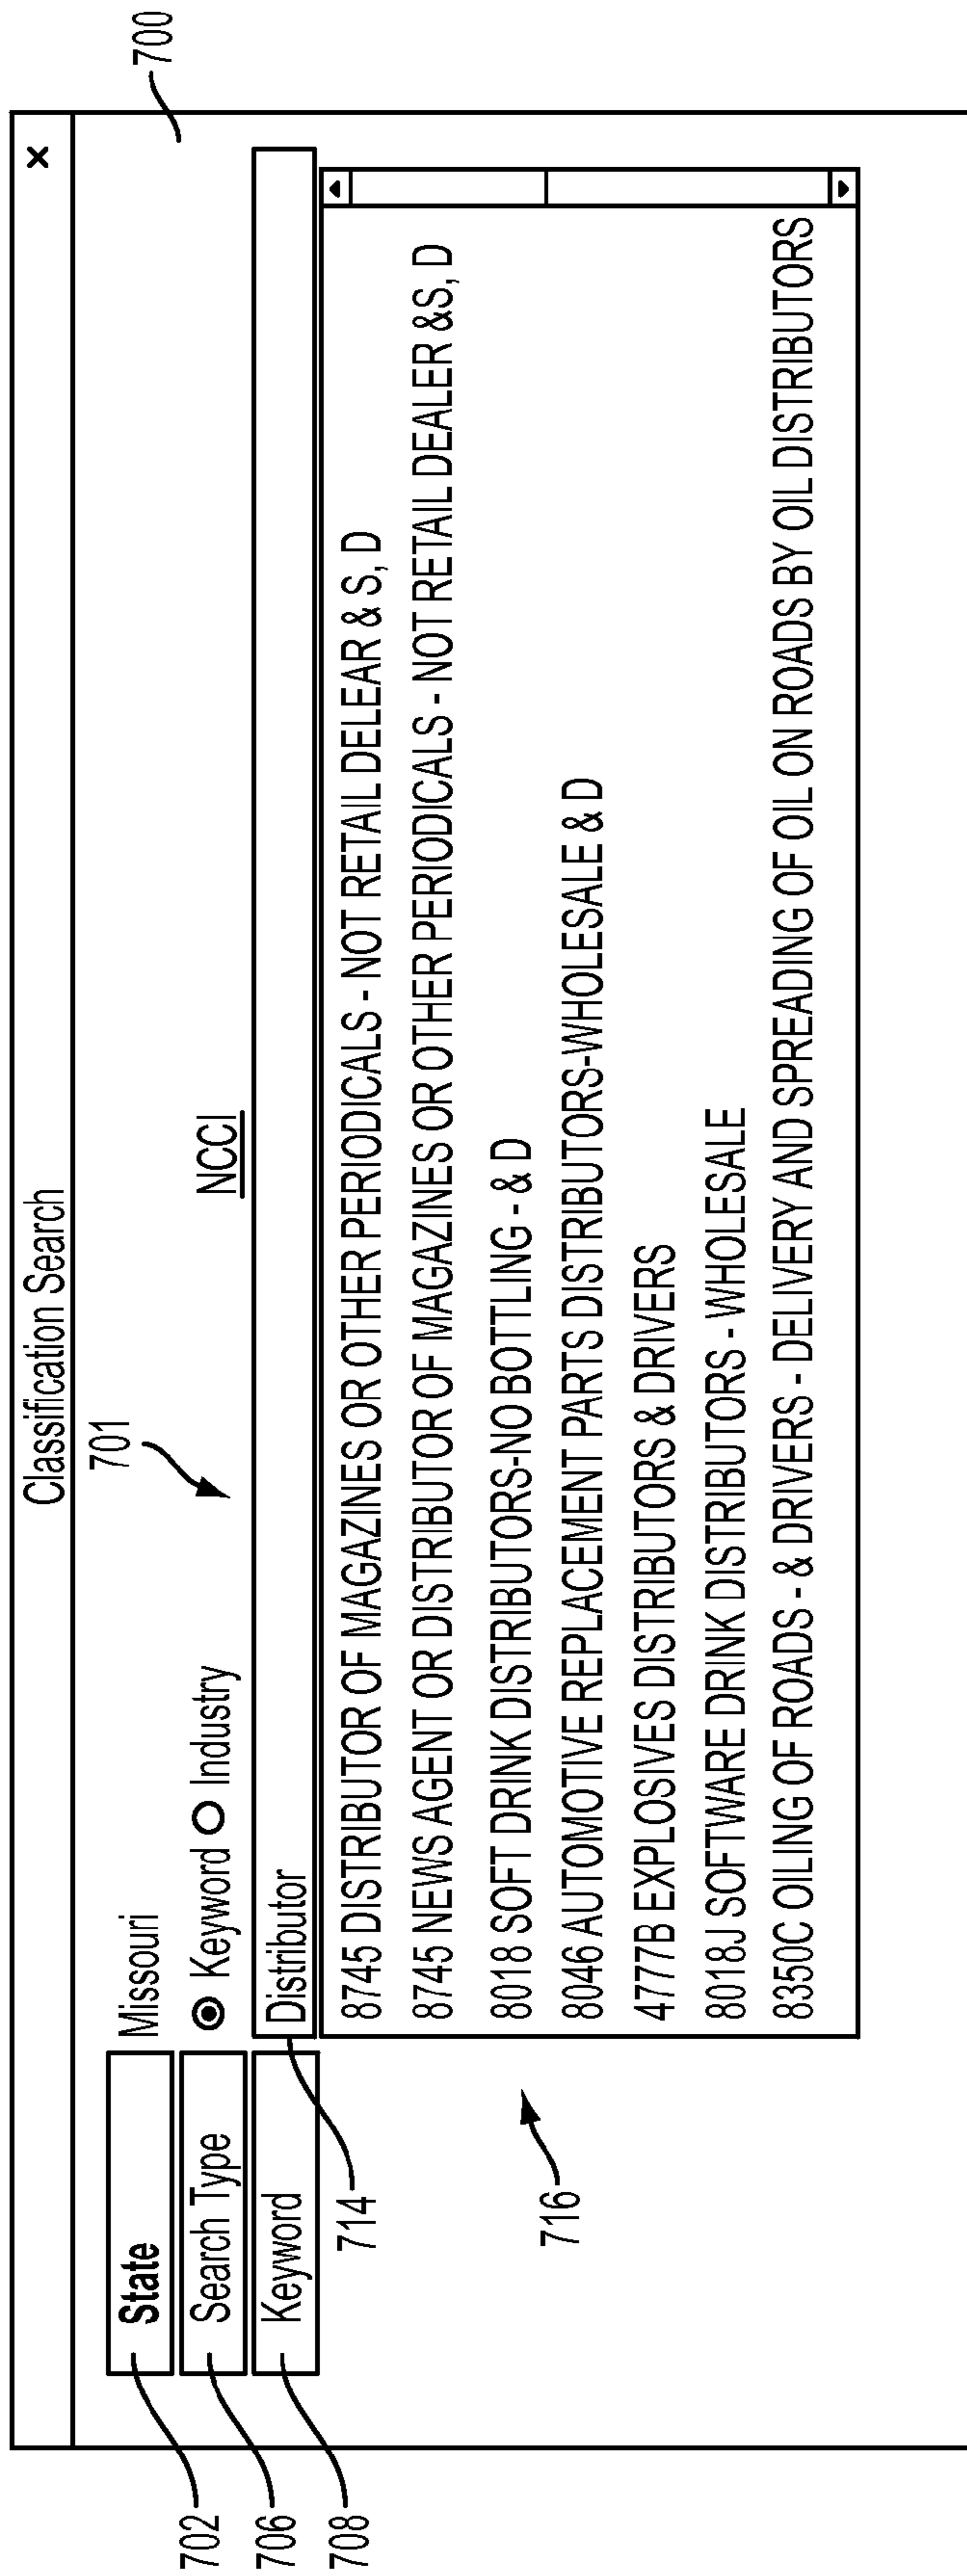 Classification Search
x
700
701
702
State
Missouri
706
Search Type
Keyword Industry
NCCI
708
Keyword
Distributor
714
716
8745 DISTRIBUTOR OF MAGAZINES OR OTHER PERIODICALS - NOT RETAIL DELEAR & S, D
8745 NEWS AGENT OR DISTRIBUTOR OF MAGAZINES OR OTHER PERIODICALS - NOT RETAIL DEALER &S, D
8018 SOFT DRINK DISTRIBUTORS-NO BOTTLING - & D
8046 AUTOMOTIVE REPLACEMENT PARTS DISTRIBUTORS-WHOLESALE & D
4777B EXPLOSIVES DISTRIBUTORS & DRIVERS
8018J SOFTWARE DRINK DISTRIBUTORS - WHOLESALE
8350C OILING OF ROADS - & DRIVERS - DELIVERY AND SPREADING OF OIL ON ROADS BY OIL DISTRIBUTORS